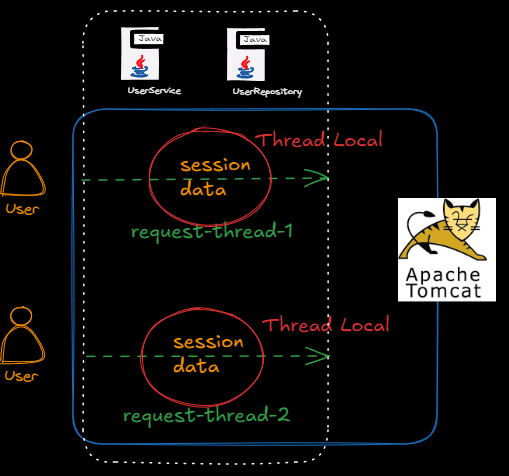 Java
Java
UserService
UserRepository
Thread Local
session
data
User
request-thread-1
Apache
Tomcat
Thread Local
session
data
User
request-thread-2